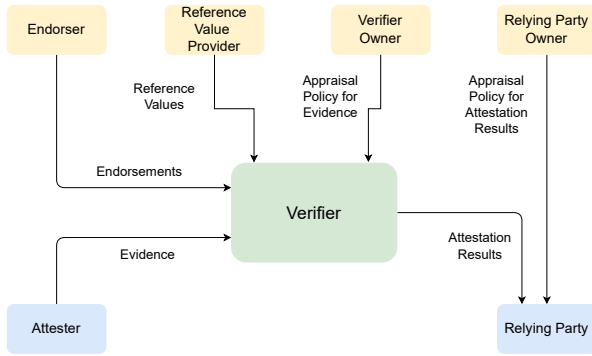 Endorser
Reference
Value
Provider
Verifier
Owner
Relying Party
Owner
Reference
Values
Appraisal
Policy for
Evidence
Appraisal
Policy for
Attestation
Results
Endorsements
Verifier
Evidence
Attestation
Results
Attester
Relying Party